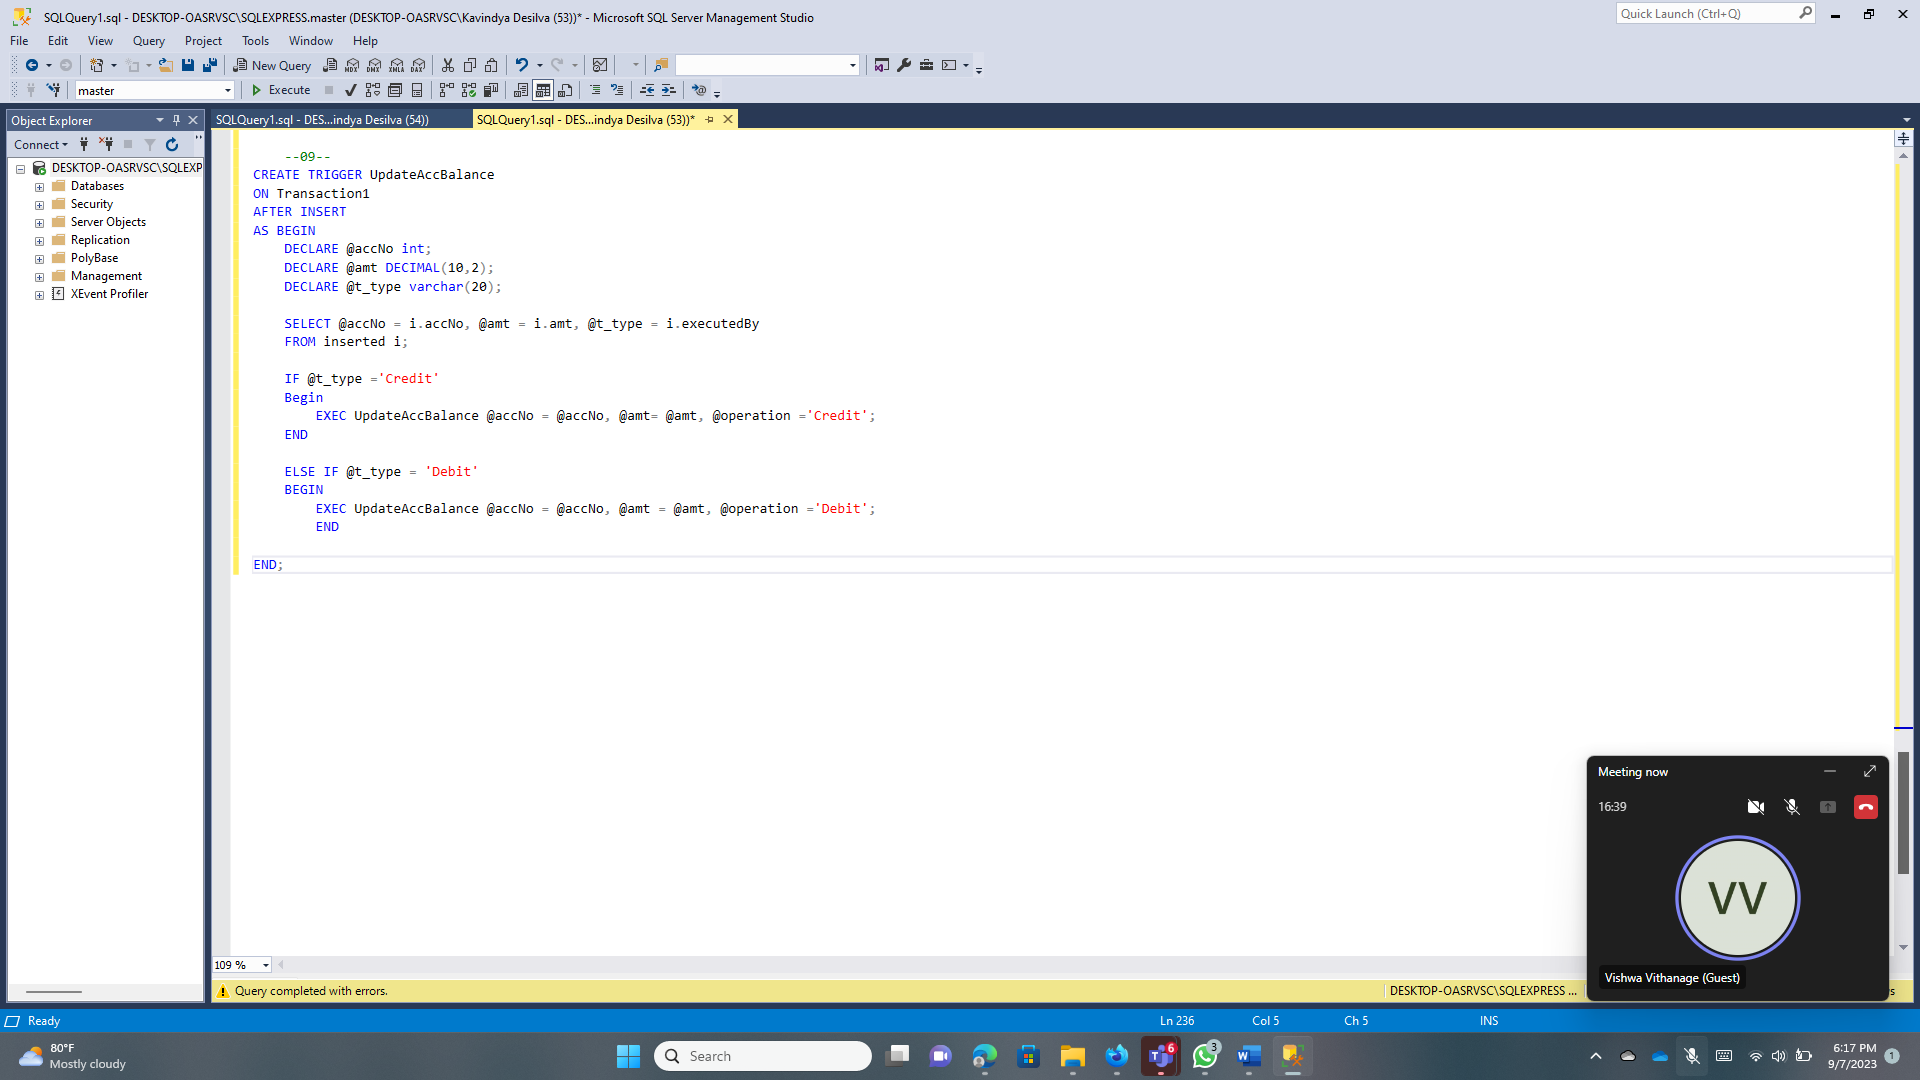 SQLQuery1.sql - DESKTOP-OASRVSC\SQLEXPRESS.master (DESKTOP-OASRVSC\Kavindya Desilva (53))* - Microsoft SQL Server Management Studio
Quick Launch (Ctrl+Q)
File Edit View Query Project Tools Window Help
New Query
MDX DMX XMLA DAX
master
Execute
Object Explorer
SQLQuery1.sql - DES...indya Desilva (54))
SQLQuery1.sql - DES...indya Desilva (53))*
Connect
DESKTOP-OASRVSC\SQLEXP
Databases
Security
Server Objects
Replication
PolyBase
Management
XEvent Profiler
--09--
CREATE TRIGGER UpdateAccBalance
ON Transaction1
AFTER INSERT
AS BEGIN
DECLARE @accNo int;
DECLARE @amt DECIMAL(10,2);
DECLARE @t_type varchar(20);
SELECT @accNo = i.accNo, @amt = i.amt, @t_type = i.executedBy
FROM inserted i;
IF @t_type ='Credit'
Begin
EXEC UpdateAccBalance @accNo = @accNo, @amt= @amt, @operation ='Credit';
END
ELSE IF @t_type = 'Debit'
BEGIN
EXEC UpdateAccBalance @accNo = @accNo, @amt = @amt, @operation ='Debit';
END
END;
Meeting now
16:39
VV
Vishwa Vithanage (Guest)
109 %
Query completed with errors.
DESKTOP-OASRVSC\SQLEXPRESS ...
Ready
Ln 236
Col 5
Ch 5
INS
80°F
Mostly cloudy
Search
6
3
6:17 PM
9/7/2023
1